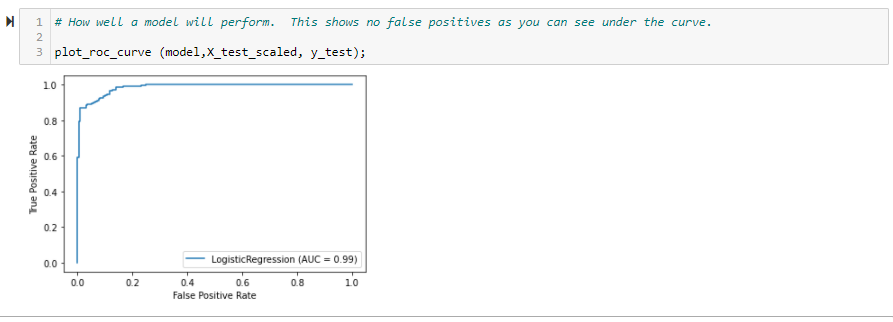 1 # How well a model will perform.  This shows no false positives as you can see under the curve.
2
3 plot_roc_curve (model,X_test_scaled, y_test);
1.0
0.8
0.6
0.4
0.2
0.0
True Positive Rate
LogisticRegression (AUC = 0.99)
0.0 0.2 0.4 0.6 0.8 1.0
False Positive Rate